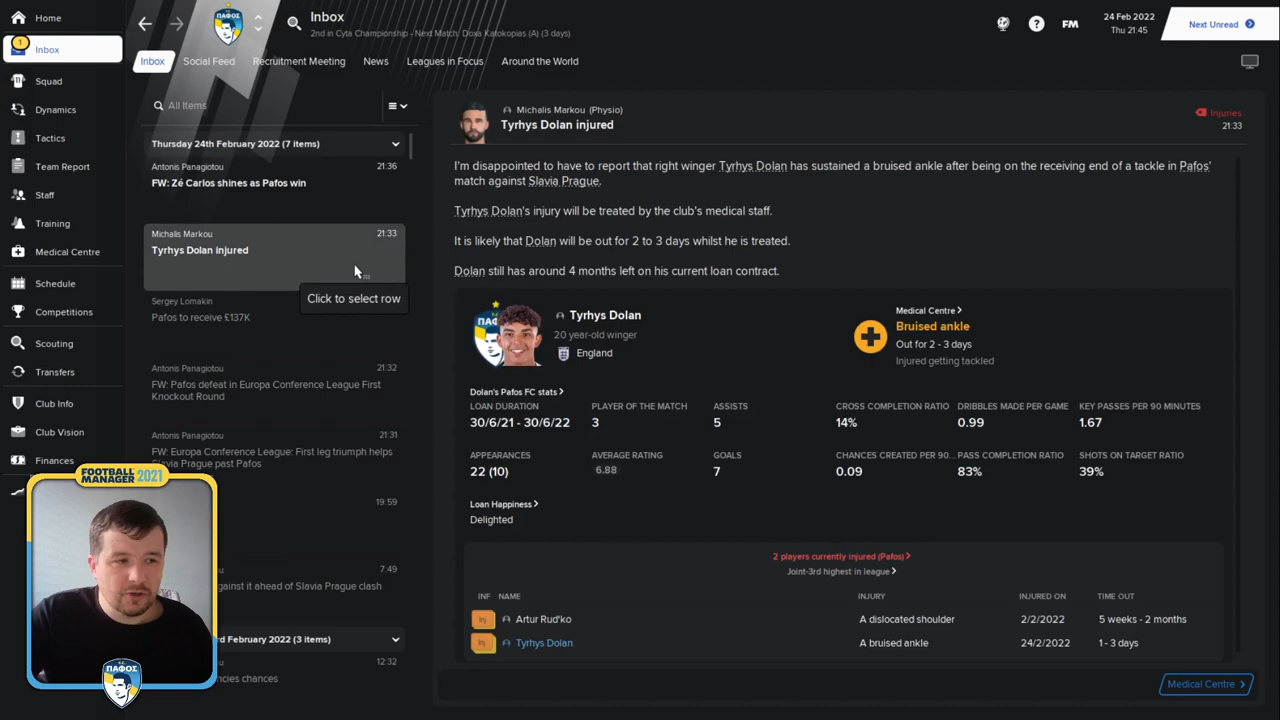 Home
Inbox
1
Squad
Dynamics
Tactics
Team Report
Staff
Training
Medical Centre
Schedule
Competitions
Scouting
Transfers
Club Info
Club Vision
Finances
ΠΑΦΟΣ
Inbox
2nd in Cyta Championship - Next Match: Doxa Katokopias (A) (3 days)
FM
24 Feb 2022
Thu 21:45
Next Unread
Inbox
Social Feed
Recruitment Meeting
News
Leagues in Focus
Around the World
All Items
Thursday 24th February 2022 (7 items)
Antonis Panagiotou 21:36
FW: Zé Carlos shines as Pafos win
Michalis Markou 21:33
Tyrhys Dolan injured
Click to select row
Sergey Lomakin
Pafos to receive £137K
Antonis Panagiotou 21:32
FW: Pafos defeat in Europa Conference League First
Knockout Round
Antonis Panagiotou 21:31
FW: Europa Conference League: First leg triumph helps
Slavia Prague past Pafos
19:59
7:49
against it ahead of Slavia Prague clash
rd February 2022 (3 items)
12:32
ncies chances
Michalis Markou (Physio)
Tyrhys Dolan injured
Injuries
21:33
I'm disappointed to have to report that right winger Tyrhys Dolan has sustained a bruised ankle after being on the receiving end of a tackle in Pafos'
match against Slavia Prague.
Tyrhys Dolan's injury will be treated by the club's medical staff.
It is likely that Dolan will be out for 2 to 3 days whilst he is treated.
Dolan still has around 4 months left on his current loan contract.
ΠΑΦΟΣ
Tyrhys Dolan
20 year-old winger
England
Medical Centre
Bruised ankle
Out for 2 - 3 days
Injured getting tackled
Dolan's Pafos FC stats
LOAN DURATION PLAYER OF THE MATCH ASSISTS CROSS COMPLETION RATIO DRIBBLES MADE PER GAME KEY PASSES PER 90 MINUTES
30/6/21 - 30/6/22 3 5 14% 0.99 1.67
APPEARANCES AVERAGE RATING GOALS CHANCES CREATED PER 90... PASS COMPLETION RATIO SHOTS ON TARGET RATIO
22 (10) 6.88 7 0.09 83% 39%
Loan Happiness
Delighted
2 players currently injured (Pafos)
Joint-3rd highest in league
INF NAME INJURY INJURED ON TIME OUT
Inj Artur Rud'ko A dislocated shoulder 2/2/2022 5 weeks - 2 months
Inj Tyrhys Dolan A bruised ankle 24/2/2022 1 - 3 days
Medical Centre
FOOTBALL
MANAGER 2021
ΠΑΦΟΣ